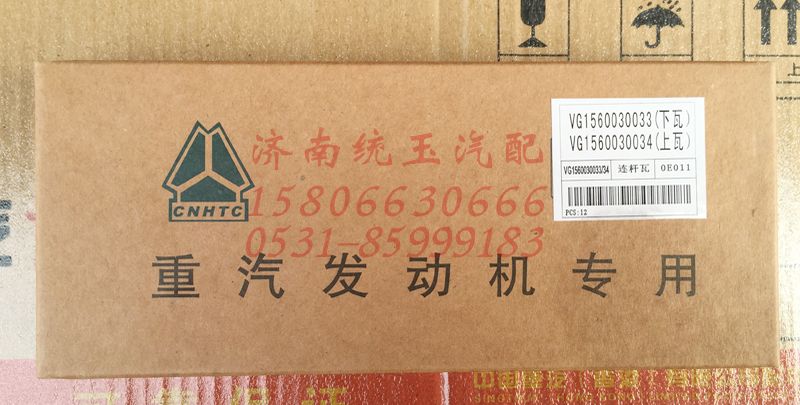 上
VG1560030033(下瓦)
VG1560030034(上瓦)
VG1560030033/34 连杆瓦 0E011
PCS:12
济南统玉汽配
15806630666
0531-85999183
CNHTC
重汽发动机专用